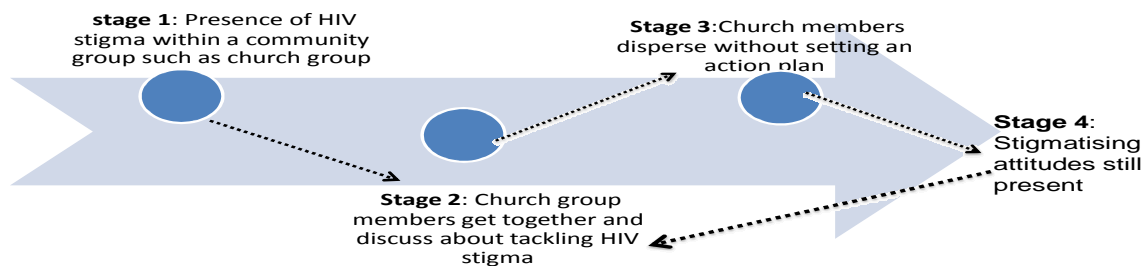 stage 1: Presence of HIV
stigma within a community
group such as church group
Stage 2: Church group
members get together and
discuss about tackling HIV
stigma
Stage 3:Church members
disperse without setting an
action plan
Stage 4:
Stigmatising
attitudes still
present